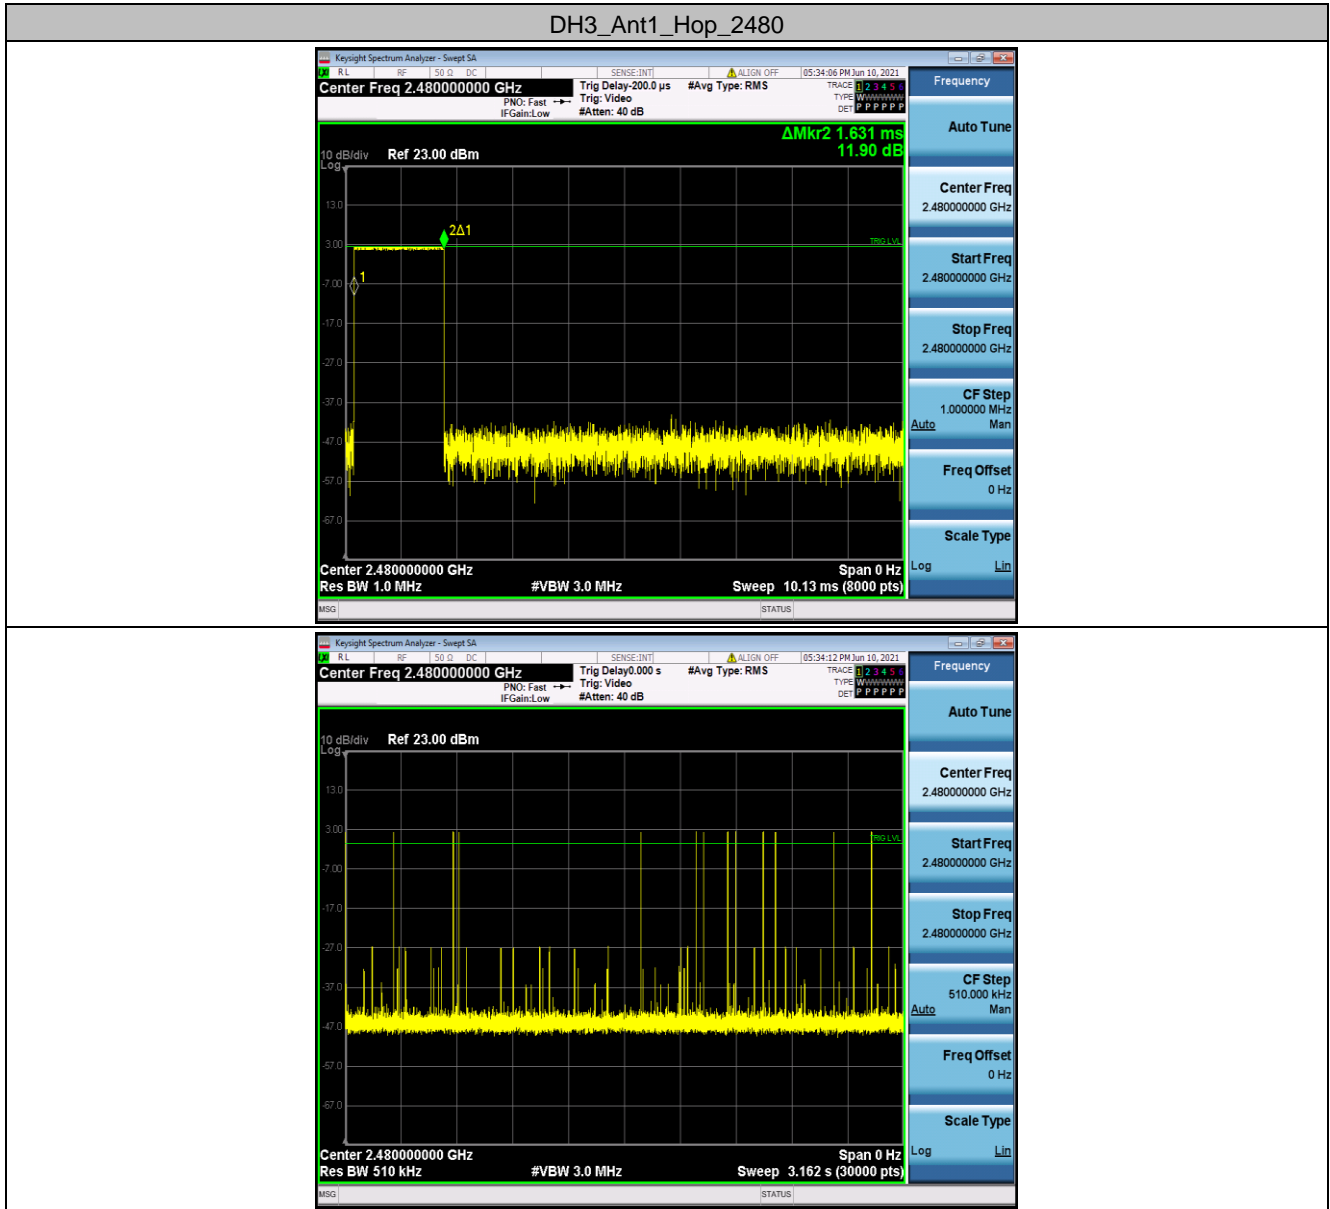 DH3_Ant1_Hop_2480
Keysight Spectrum Analyzer - Swept SA
RL RF 50 Ω DC SENSE:INT ALIGN OFF 05:34:06 PM Jun 10, 2021
Center Freq 2.480000000 GHz
PNO: Fast
IFGain:Low
Trig Delay-200.0 µs
Trig: Video
#Atten: 40 dB
#Avg Type: RMS
TRACE 1 2 3 4 5 6
TYPE WWWWWW
DET P P P P P P
ΔMkr2 1.631 ms
11.90 dB
10 dB/div Ref 23.00 dBm
Log
13.0
3.00
-7.00
-17.0
-27.0
-37.0
-47.0
-57.0
-67.0
2Δ1
1
TRIG LVL
Center 2.480000000 GHz Span 0 Hz
Res BW 1.0 MHz #VBW 3.0 MHz Sweep 10.13 ms (8000 pts)
MSG STATUS
Frequency
Auto Tune
Center Freq
2.480000000 GHz
Start Freq
2.480000000 GHz
Stop Freq
2.480000000 GHz
CF Step
1.000000 MHz
Auto Man
Freq Offset
0 Hz
Scale Type
Log Lin
Keysight Spectrum Analyzer - Swept SA
RL RF 50 Ω DC SENSE:INT ALIGN OFF 05:34:12 PM Jun 10, 2021
Center Freq 2.480000000 GHz
PNO: Fast
IFGain:Low
Trig Delay0.000 s
Trig: Video
#Atten: 40 dB
#Avg Type: RMS
TRACE 1 2 3 4 5 6
TYPE WWWWWW
DET P P P P P P
10 dB/div Ref 23.00 dBm
Log
13.0
3.00
-7.00
-17.0
-27.0
-37.0
-47.0
-57.0
-67.0
TRIG LVL
Center 2.480000000 GHz Span 0 Hz
Res BW 510 kHz #VBW 3.0 MHz Sweep 3.162 s (30000 pts)
MSG STATUS
Frequency
Auto Tune
Center Freq
2.480000000 GHz
Start Freq
2.480000000 GHz
Stop Freq
2.480000000 GHz
CF Step
510.000 kHz
Auto Man
Freq Offset
0 Hz
Scale Type
Log Lin